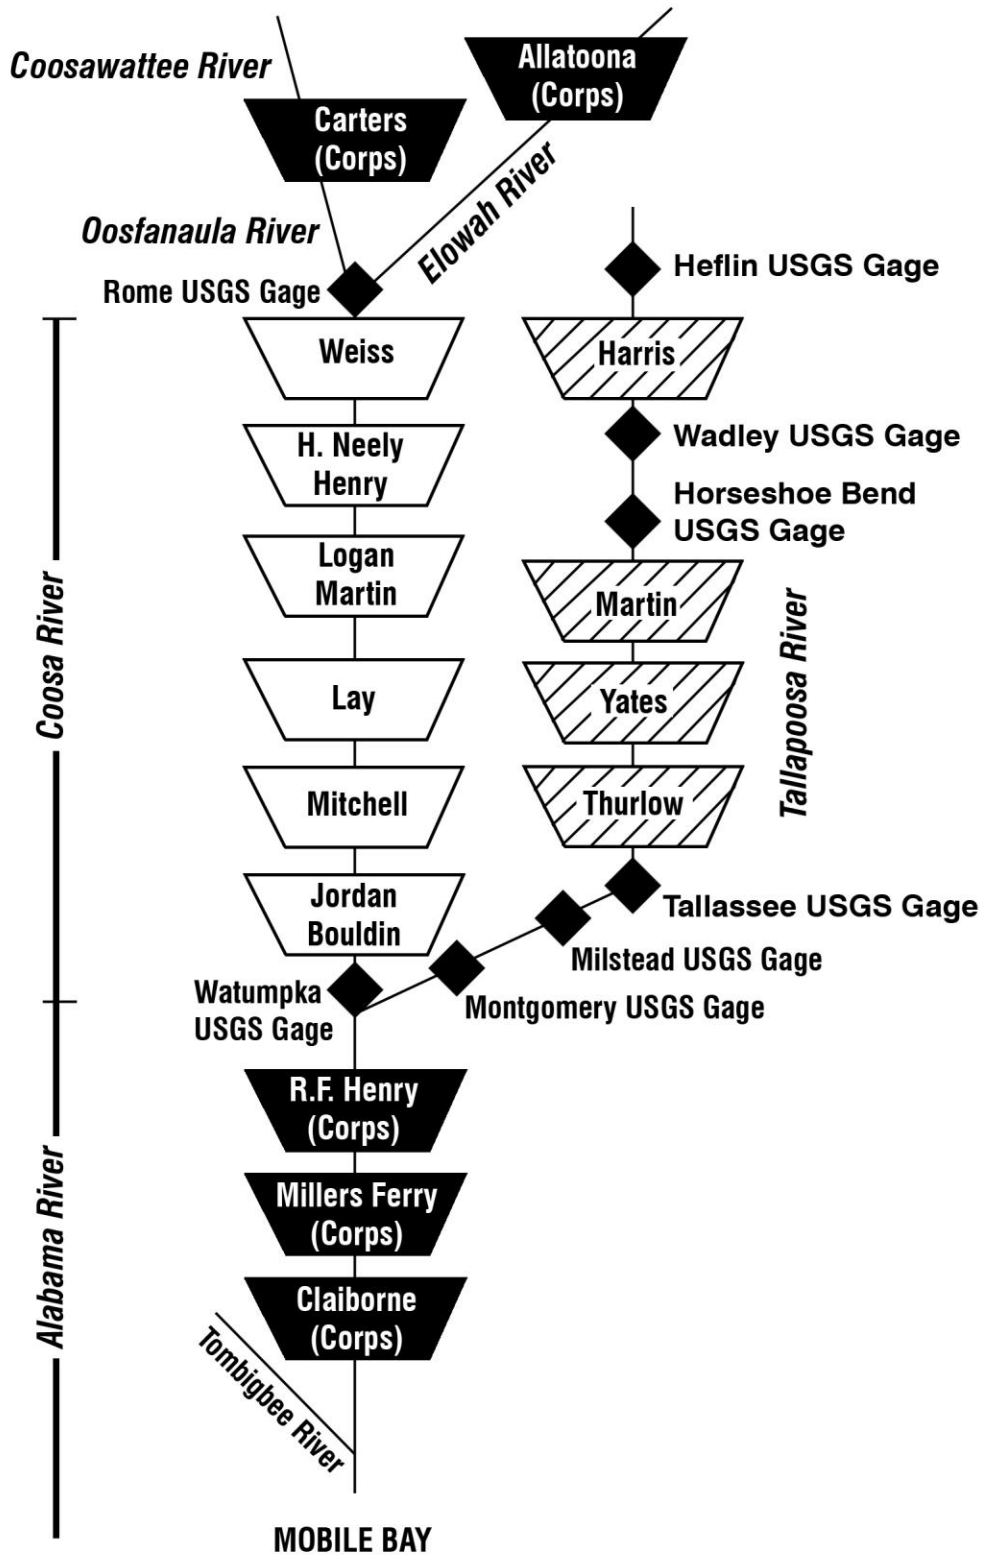 Coosawattee River
Allatoona
(Corps)
Carters
(Corps)
Oosfanaula River
Elowah River
Rome USGS Gage
Heflin USGS Gage
Weiss
Harris
H. Neely
Henry
Wadley USGS Gage
Horseshoe Bend
USGS Gage
Logan
Martin
Martin
Coosa River
Tallapoosa River
Lay
Yates
Mitchell
Thurlow
Jordan
Bouldin
Tallassee USGS Gage
Milstead USGS Gage
Watumpka
USGS Gage
Montgomery USGS Gage
R.F. Henry
(Corps)
Millers Ferry
(Corps)
Alabama River
Claiborne
(Corps)
Tombigbee River
MOBILE BAY